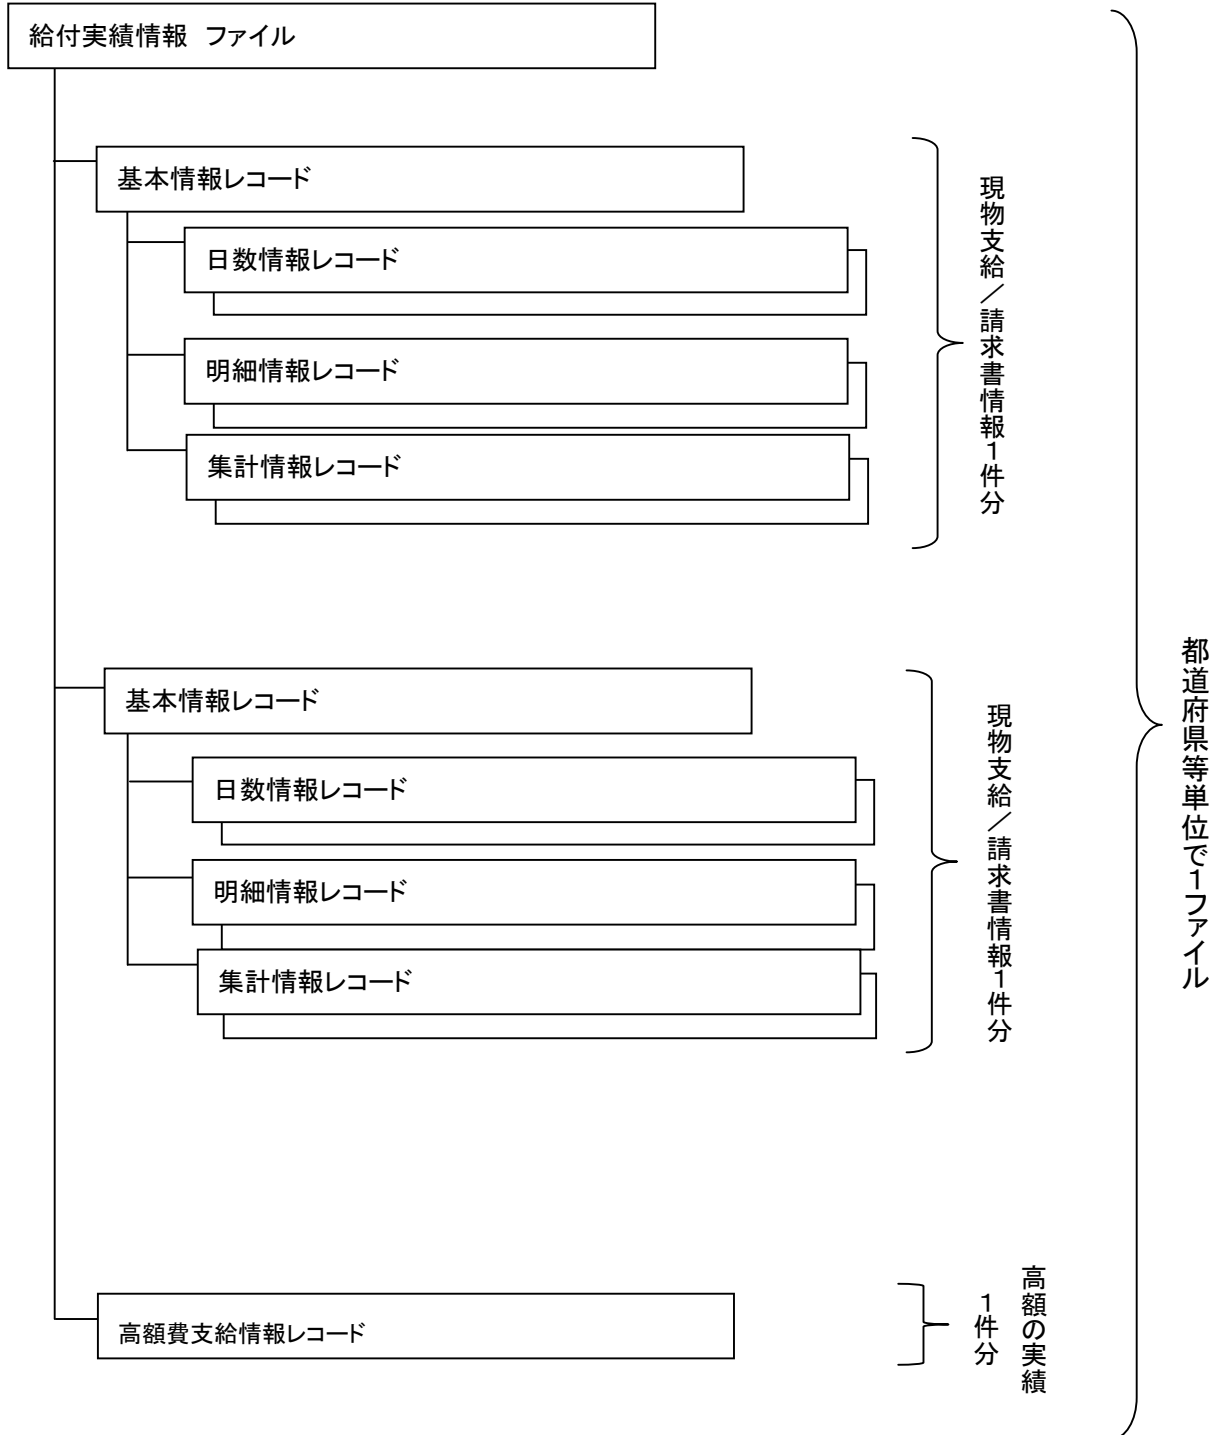 給付実績情報　ファイル
基本情報レコード
日数情報レコード
明細情報レコード
集計情報レコード
現物支給／請求書情報１件分
基本情報レコード
日数情報レコード
明細情報レコード
集計情報レコード
現物支給／請求書情報１件分
高額費支給情報レコード
高額の実績
１件分
都道府県等単位で１ファイル